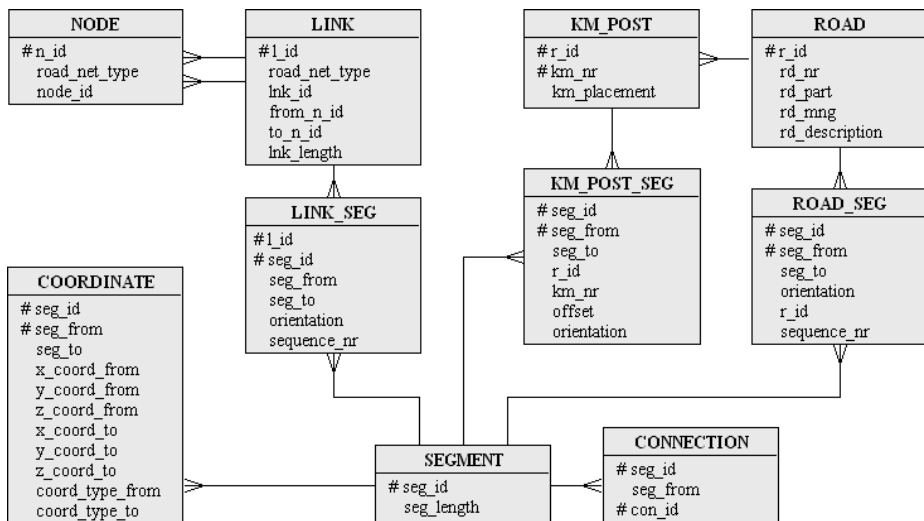 NODE
#n_id
road_net_type
node_id
LINK
#l_id
road_net_type
lnk_id
from_n_id
to_n_id
lnk_length
KM_POST
#r_id
#km_nr
km_placement
ROAD
#r_id
rd_nr
rd_part
rd_mng
rd_description
LINK_SEG
#l_id
#seg_id
seg_from
seg_to
orientation
sequence_nr
KM_POST_SEG
#seg_id
#seg_from
seg_to
r_id
km_nr
offset
orientation
ROAD_SEG
#seg_id
#seg_from
seg_to
orientation
r_id
sequence_nr
COORDINATE
#seg_id
#seg_from
seg_to
x_coord_from
y_coord_from
z_coord_from
x_coord_to
y_coord_to
z_coord_to
coord_type_from
coord_type_to
SEGMENT
#seg_id
seg_length
CONNECTION
#seg_id
seg_from
#con_id